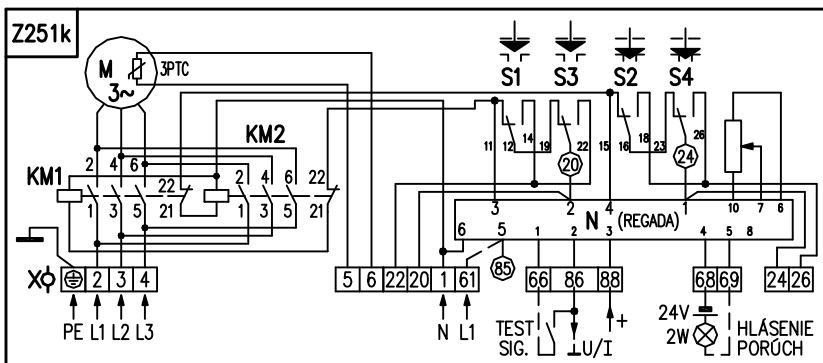 Z251k
S1 S3 S2 S4
M 3~
3PTC
KM2
KM1
2 4 6 22
2 4 6 22
1 3 5 21
1 3 5 21
11 12 14 19 20 22 15 16 18 23 24 26
3 2 4 1 10 7 6
N (REGADA)
6 5 1 2 3 4 5 8
85
X
2 3 4
5 6 22 20 1 61
66 86 88
68 69
24 26
PE L1 L2 L3
N L1
TEST
SIG.
U/I
+
24V
2W
HLÁSENIE
PORÚCH